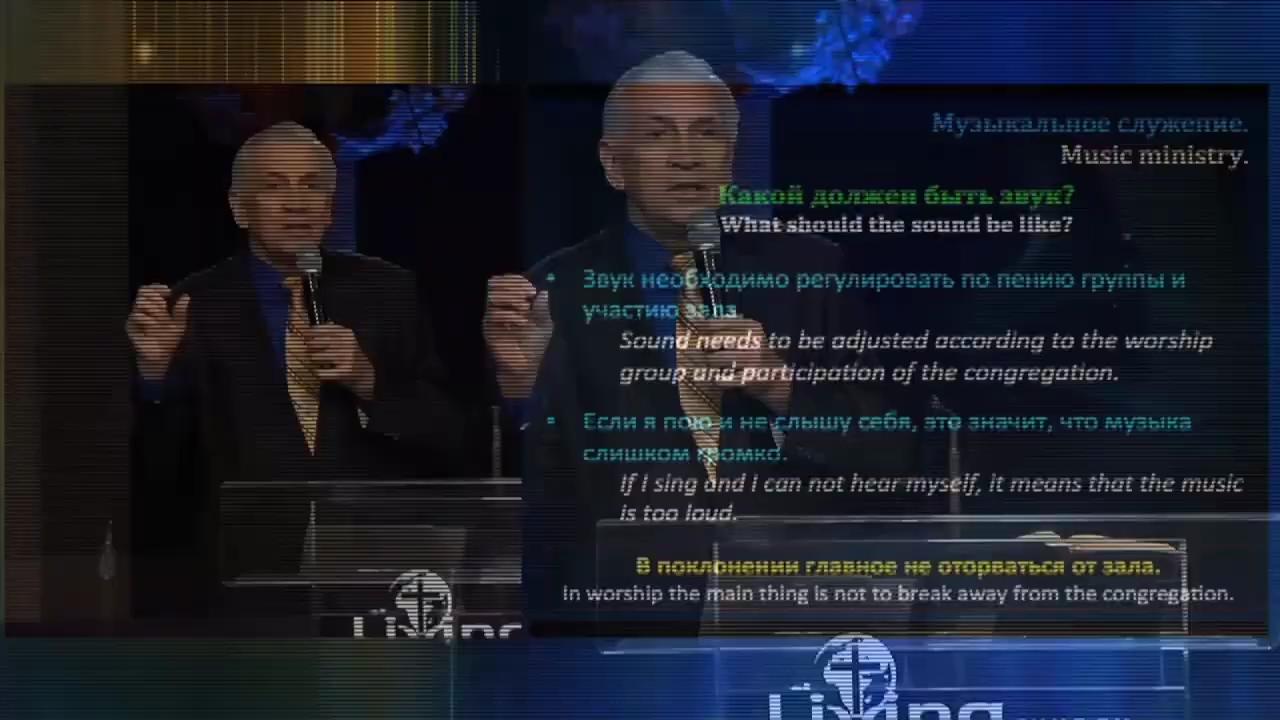 Музыкальное служение.
Music ministry.
Какой должен быть звук?
What should the sound be like?
• Звук необходимо регулировать по пению группы и
участию зала.
Sound needs to be adjusted according to the worship
group and participation of the congregation.
• Если я пою и не слышу себя, это значит, что музыка
слишком громко.
If I sing and I can not hear myself, it means that the music
is too loud.
В поклонении главное не оторваться от зала.
In worship the main thing is not to break away from the congregation.
Living
Living